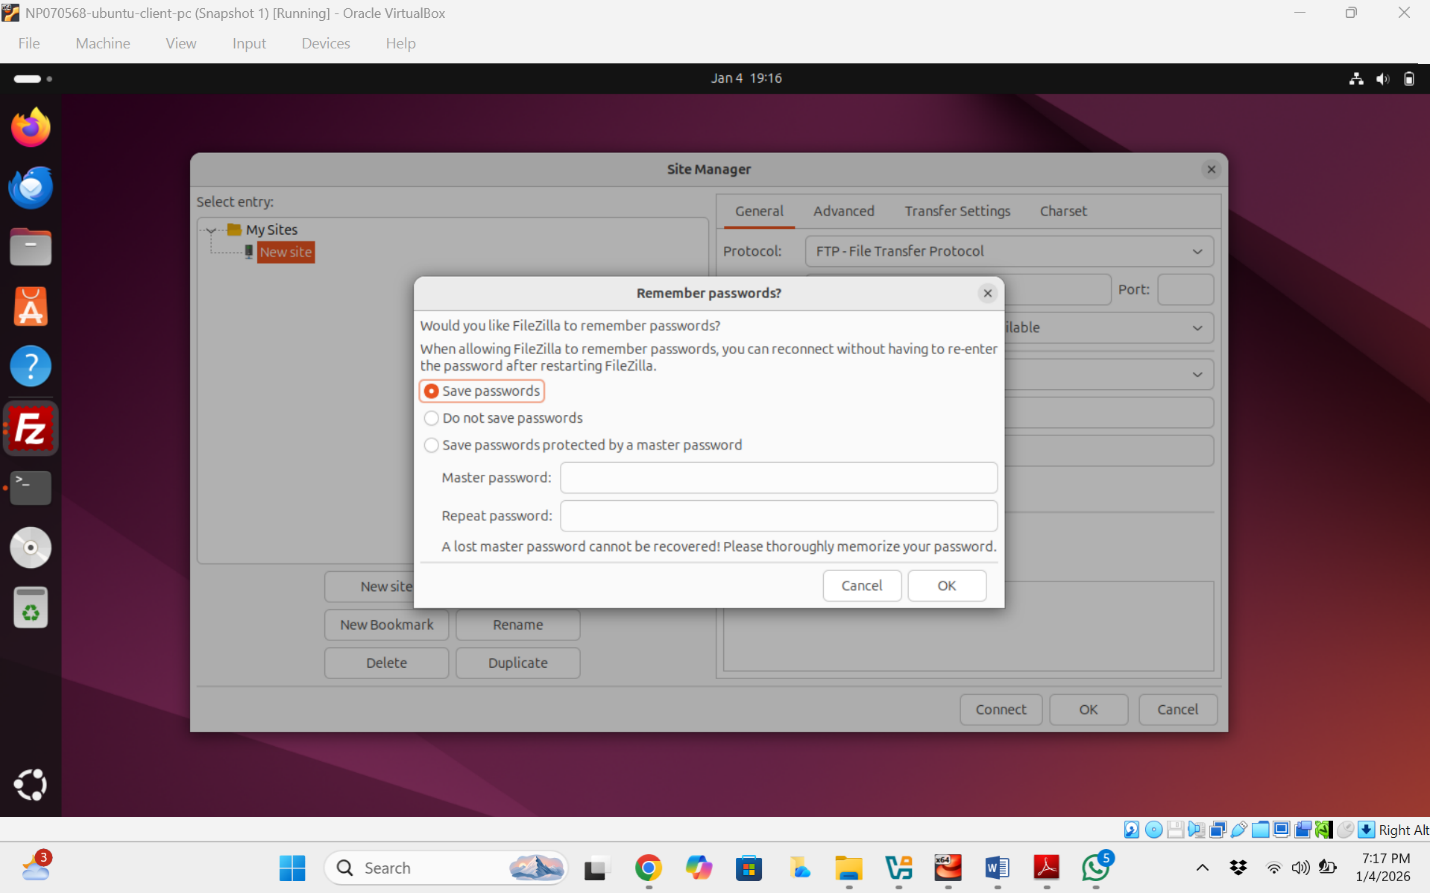 NP070568-ubuntu-client-pc (Snapshot 1) [Running] - Oracle VirtualBox
File Machine View Input Devices Help
Jan 4 19:16
Site Manager
Select entry:
My Sites
New site
General Advanced Transfer Settings Charset
Protocol: FTP - File Transfer Protocol
Port:
ilable
Remember passwords?
Would you like FileZilla to remember passwords?
When allowing FileZilla to remember passwords, you can reconnect without having to re-enter
the password after restarting FileZilla.
Save passwords
Do not save passwords
Save passwords protected by a master password
Master password:
Repeat password:
A lost master password cannot be recovered! Please thoroughly memorize your password.
Cancel OK
New site
New Bookmark Rename
Delete Duplicate
Connect OK Cancel
Right Alt
3
Search
x64
5
7:17 PM
1/4/2026